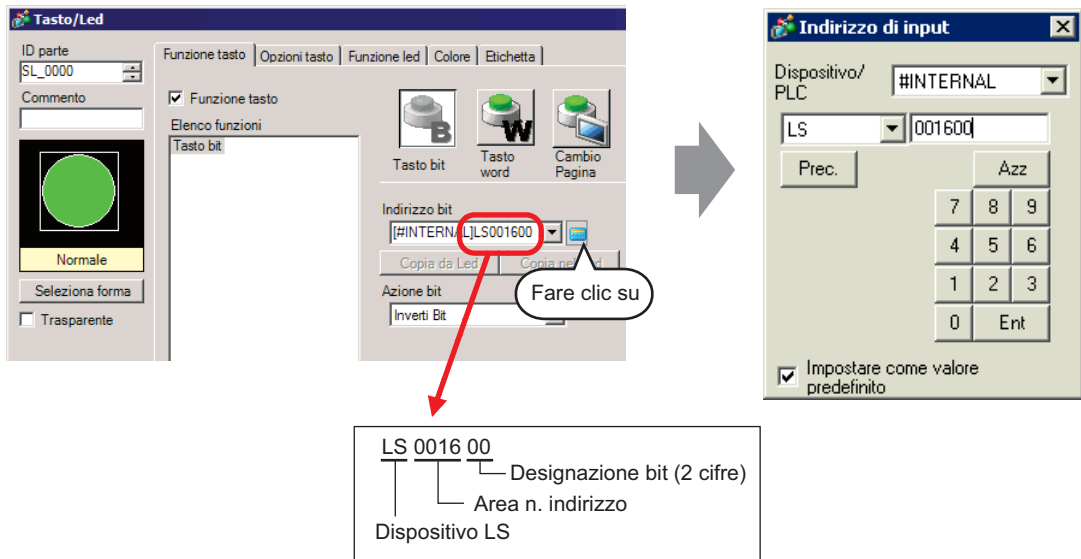 Tasto/Led
ID parte
SL_0000
Commento
Normale
Seleziona forma
Trasparente
Funzione tasto
Opzioni tasto
Funzione led
Colore
Etichetta
Funzione tasto
Elenco funzioni
Tasto bit
B
Tasto bit
W
Tasto
word
Cambio
Pagina
Indirizzo bit
[#INTERNAL]LS001600
Copia da Led
Copia nel
Fare clic su
Azione bit
Inverti Bit
Indirizzo di input
Dispositivo/
PLC
#INTERNAL
LS
001600
Prec.
Azz
7 8 9
4 5 6
1 2 3
0 Ent
Impostare come valore
predefinito
LS 0016 00
Designazione bit (2 cifre)
Area n. indirizzo
Dispositivo LS